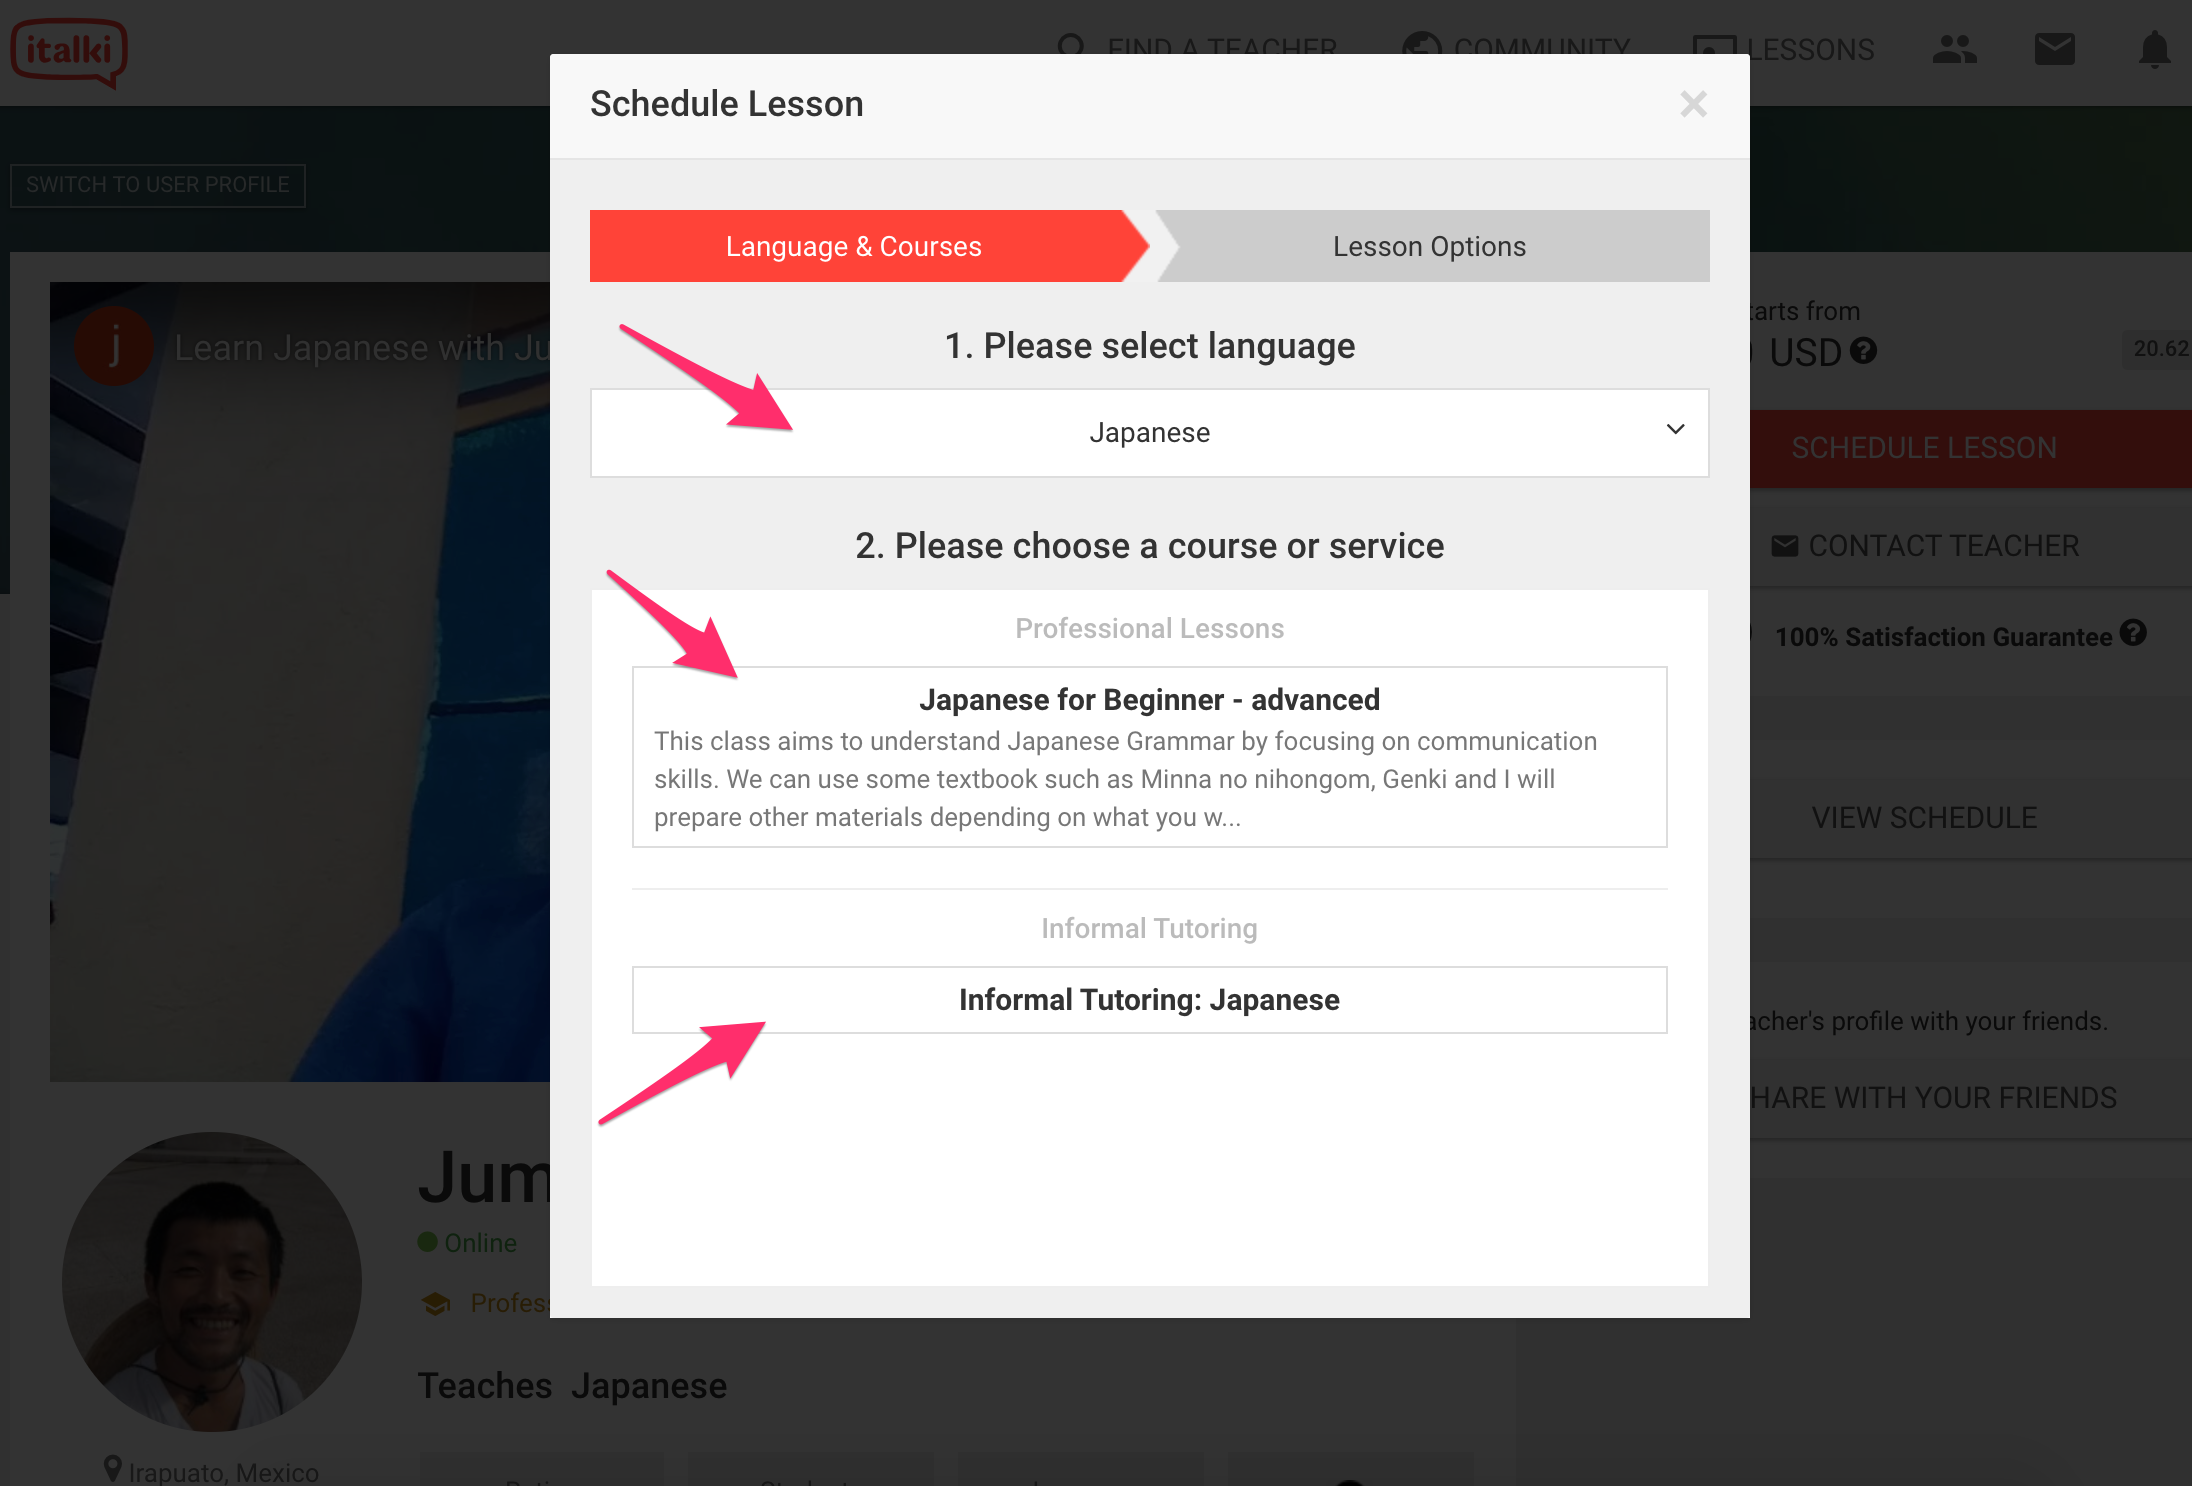 italki
FIND A TEACHER
COMMUNITY
LESSONS
SWITCH TO USER PROFILE
j
Learn Japanese with Ju
Schedule Lesson
Language & Courses
Lesson Options
1. Please select language
Japanese
2. Please choose a course or service
Professional Lessons
Japanese for Beginner - advanced
This class aims to understand Japanese Grammar by focusing on communication
skills. We can use some textbook such as Minna no nihongom, Genki and I will
prepare other materials depending on what you w...
Informal Tutoring
Informal Tutoring: Japanese
tarts from
USD
20.62
SCHEDULE LESSON
CONTACT TEACHER
100% Satisfaction Guarantee
VIEW SCHEDULE
acher's profile with your friends.
HARE WITH YOUR FRIENDS
Jum
Online
Profess
Teaches Japanese
Irapuato, Mexico